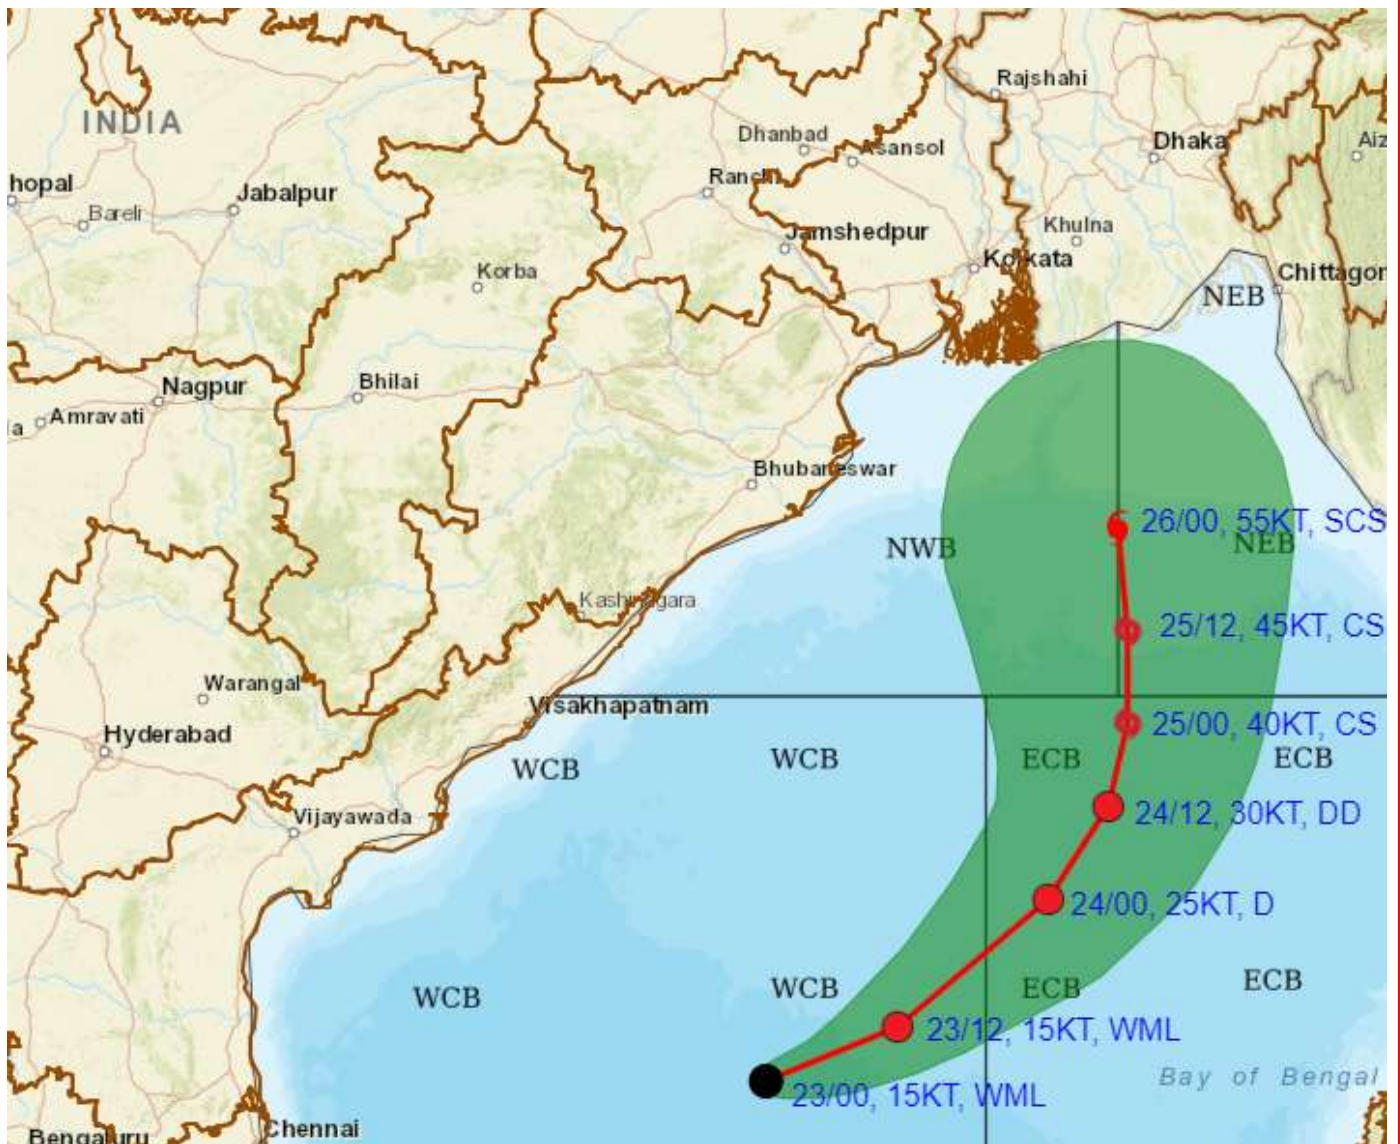 Rajshahi
INDIA
Dhanbad
Asansol
Dhaka
Aiz
hopal
Ranchi
Jabalpur
Bareli
Khulna
Jamshedpur
Kolkata
Korba
Chittagor
NEB
Nagpur
Bhilai
Amravati
a
Bhubaneswar
26/00, 55KT, SCS
NWB
NEB
Kashinagara
25/12, 45KT, CS
Warangal
Visakhapatnam
25/00, 40KT, CS
Hyderabad
WCB
WCB
ECB
ECB
Vijayawada
24/12, 30KT, DD
24/00, 25KT, D
WCB
WCB
ECB
ECB
23/12, 15KT, WML
Bay of Bengal
23/00, 15KT, WML
Chennai
Bengaluru